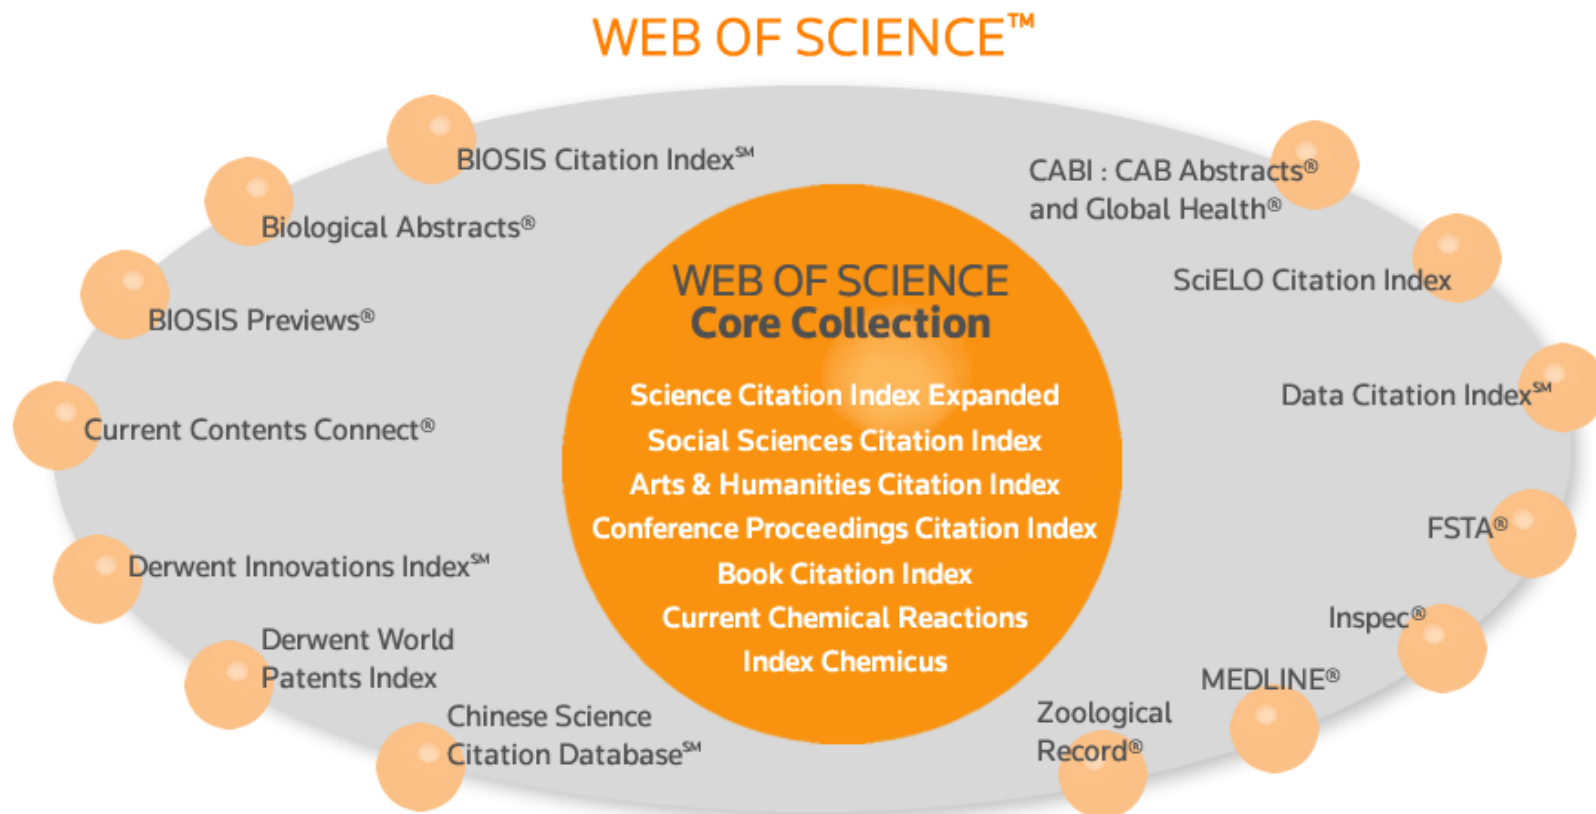 WEB OF SCIENCE™
BIOSIS Citation Index℠
Biological Abstracts®
BIOSIS Previews®
Current Contents Connect®
Derwent Innovations Index℠
Derwent World
Patents Index
Chinese Science
Citation Database℠
WEB OF SCIENCE
Core Collection
Science Citation Index Expanded
Social Sciences Citation Index
Arts & Humanities Citation Index
Conference Proceedings Citation Index
Book Citation Index
Current Chemical Reactions
Index Chemicus
CABI : CAB Abstracts®
and Global Health®
SciELO Citation Index
Data Citation Index℠
FSTA®
Inspec®
MEDLINE®
Zoological
Record®